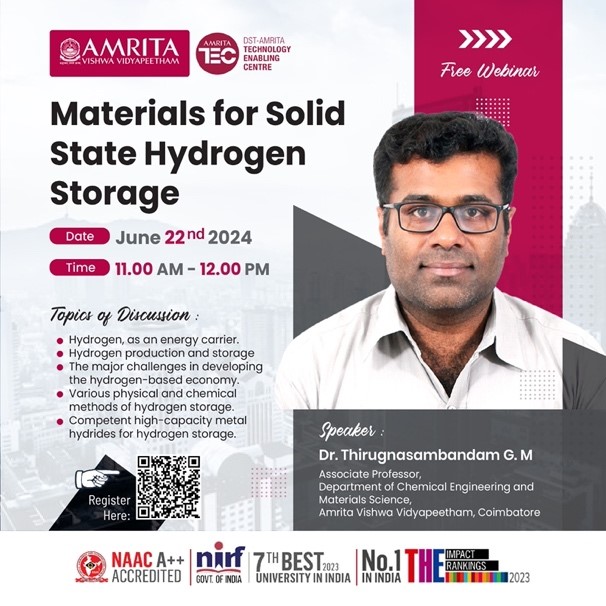 AMRITA
VISHWA VIDYAPEETHAM
AMRITA
TEC
DST-AMRITA
TECHNOLOGY
ENABLING
CENTRE
Free Webinar
Materials for Solid
State Hydrogen
Storage
Date June 22nd 2024
Time 11.00 AM - 12.00 PM
Topics of Discussion :
Hydrogen, as an energy carrier.
Hydrogen production and storage
The major challenges in developing
the hydrogen-based economy.
Various physical and chemical
methods of hydrogen storage.
Competent high-capacity metal
hydrides for hydrogen storage.
Register
Here:
Speaker :
Dr. Thirugnasambandam G. M
Associate Professor,
Department of Chemical Engineering and
Materials Science,
Amrita Vishwa Vidyapeetham, Coimbatore
NAAC A++
ACCREDITED
nirf
GOVT. OF INDIA
7TH BEST 2023
UNIVERSITY IN INDIA
No.1
IN INDIA
THE IMPACT
RANKINGS
2023